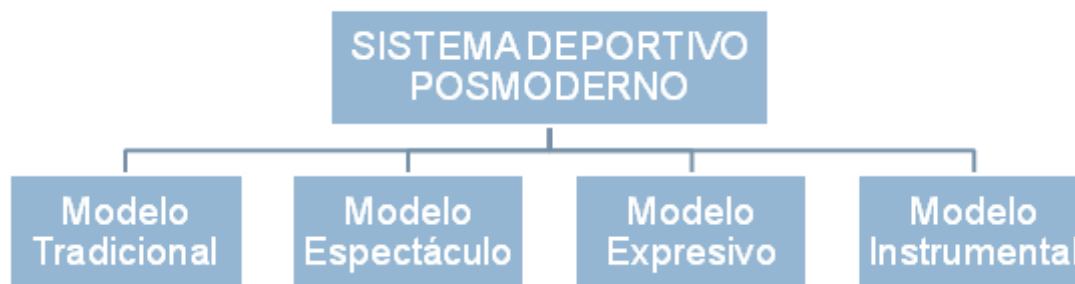 SISTEMA DEPORTIVO
POSMODERNO
Modelo
Tradicional
Modelo
Espectáculo
Modelo
Expresivo
Modelo
Instrumental